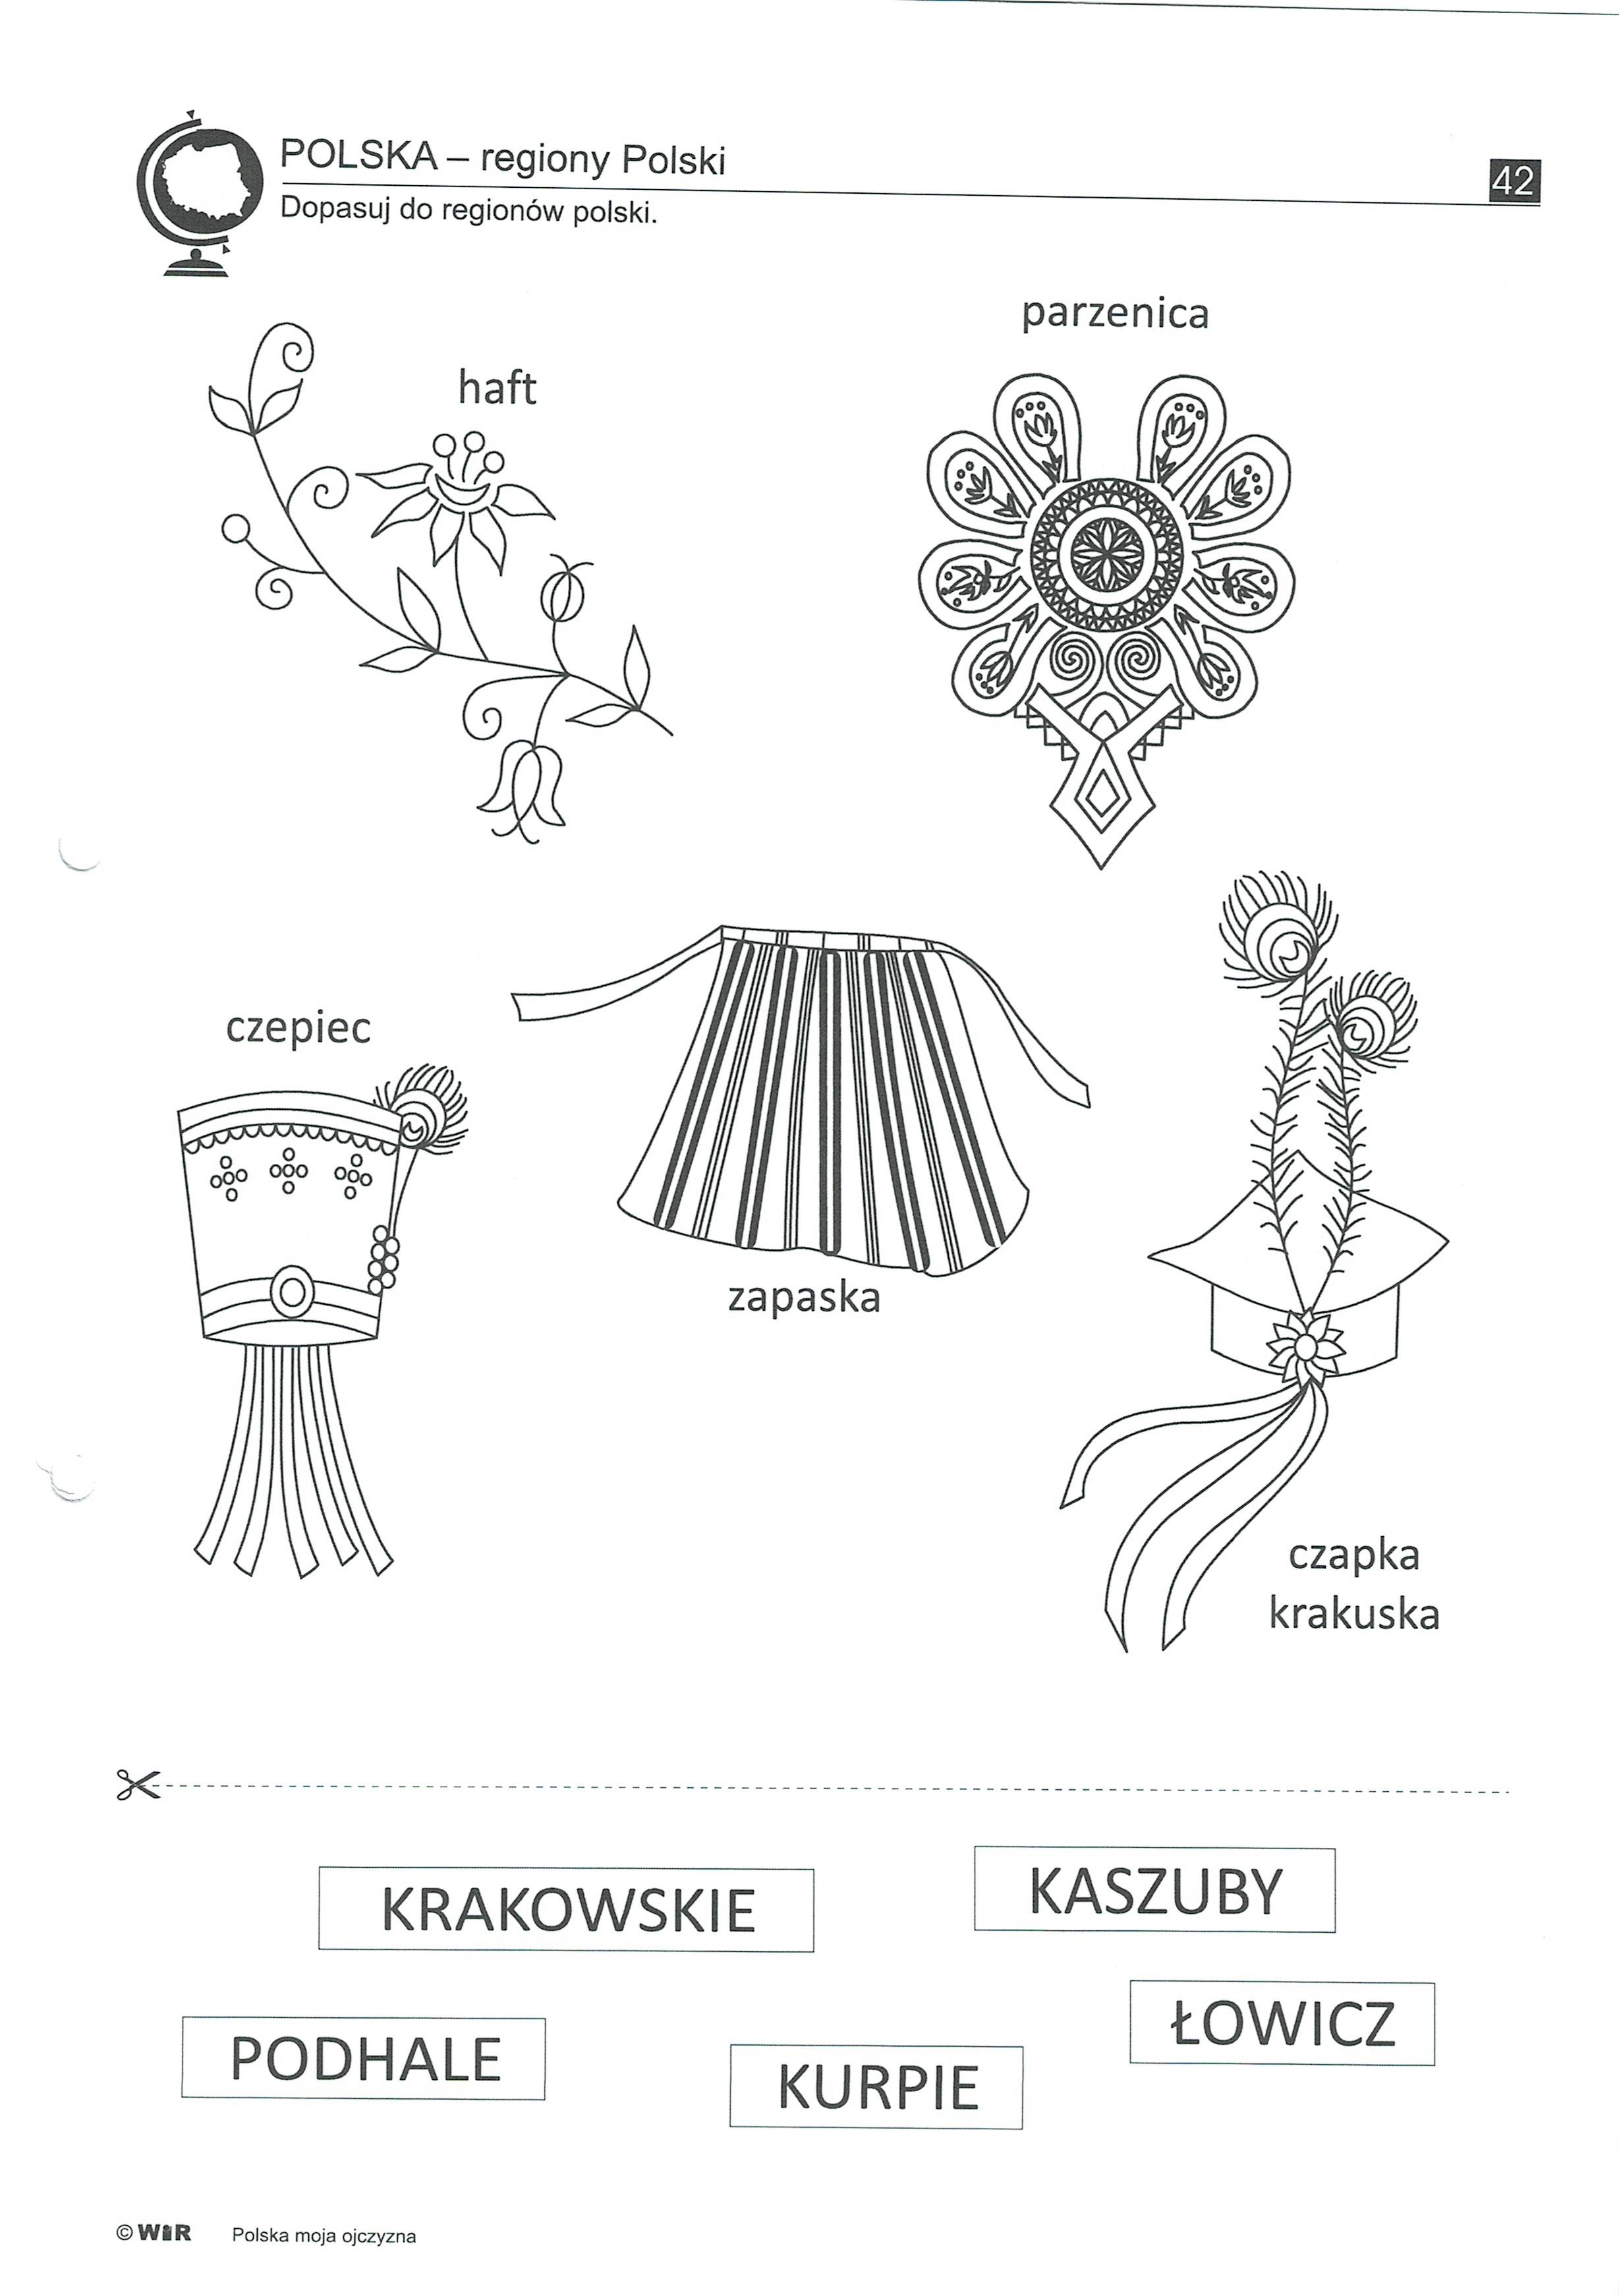 POLSKA – regiony Polski
42
Dopasuj do regionów polski.
parzenica
haft
czepiec
zapaska
czapka
krakuska
KRAKOWSKIE
KASZUBY
ŁOWICZ
PODHALE
KURPIE
© WiR Polska moja ojczyzna